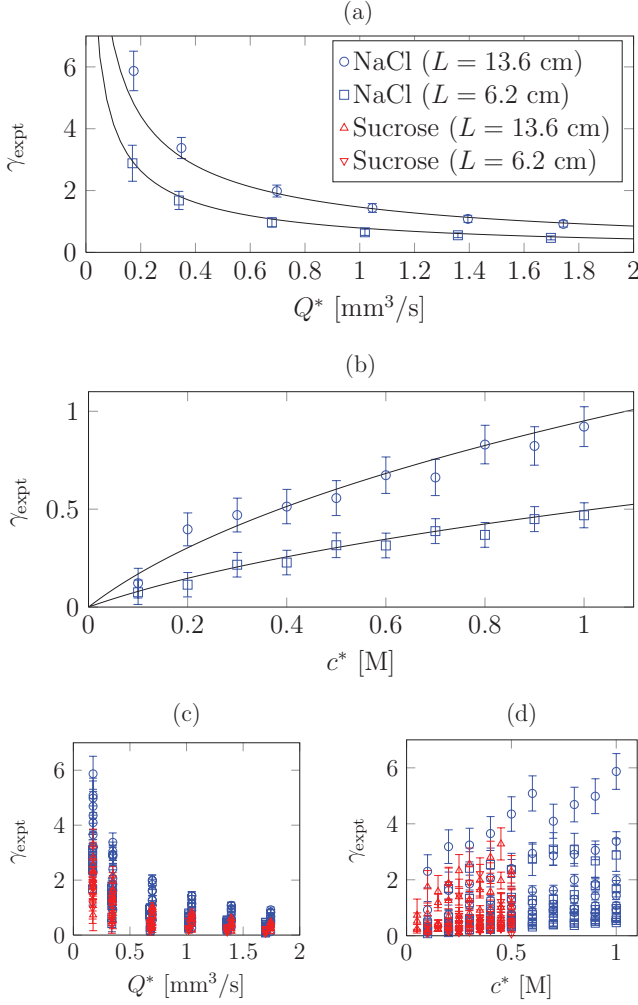 (a)
6
4
2
0
γexpt
0 0.2 0.4 0.6 0.8 1 1.2 1.4 1.6 1.8 2
Q* [mm³/s]
NaCl (L = 13.6 cm)
NaCl (L = 6.2 cm)
Sucrose (L = 13.6 cm)
Sucrose (L = 6.2 cm)
(b)
1
0.5
0
γexpt
0 0.2 0.4 0.6 0.8 1
c* [M]
(c)
6
4
2
0
γexpt
0 0.5 1 1.5 2
Q* [mm³/s]
(d)
6
4
2
0
γexpt
0 0.5 1
c* [M]